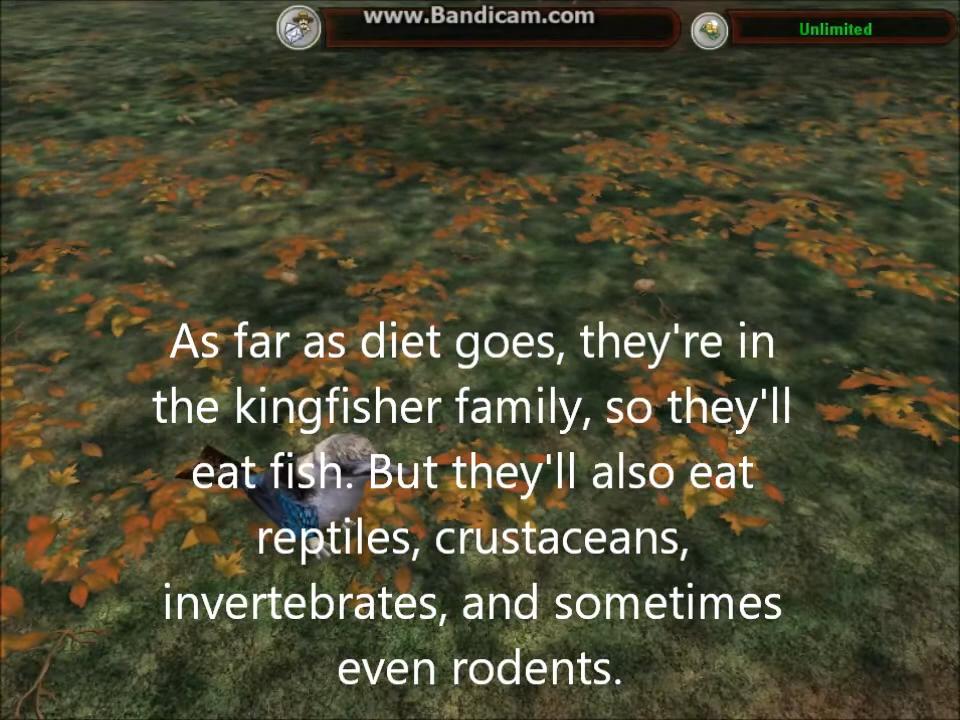 www.Bandicam.com
Unlimited
As far as diet goes, they're in
the kingfisher family, so they'll
eat fish. But they'll also eat
reptiles, crustaceans,
invertebrates, and sometimes
even rodents.